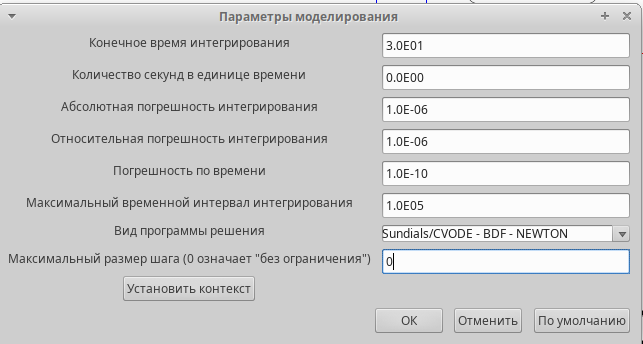 Параметры моделирования
Конечное время интегрирования 3.0E01
Количество секунд в единице времени 0.0E00
Абсолютная погрешность интегрирования 1.0E-06
Относительная погрешность интегрирования 1.0E-06
Погрешность по времени 1.0E-10
Максимальный временной интервал интегрирования 1.0E05
Вид программы решения Sundials/CVODE - BDF - NEWTON
Максимальный размер шага (0 означает "без ограничения") 0
Установить контекст
ОК Отменить По умолчанию